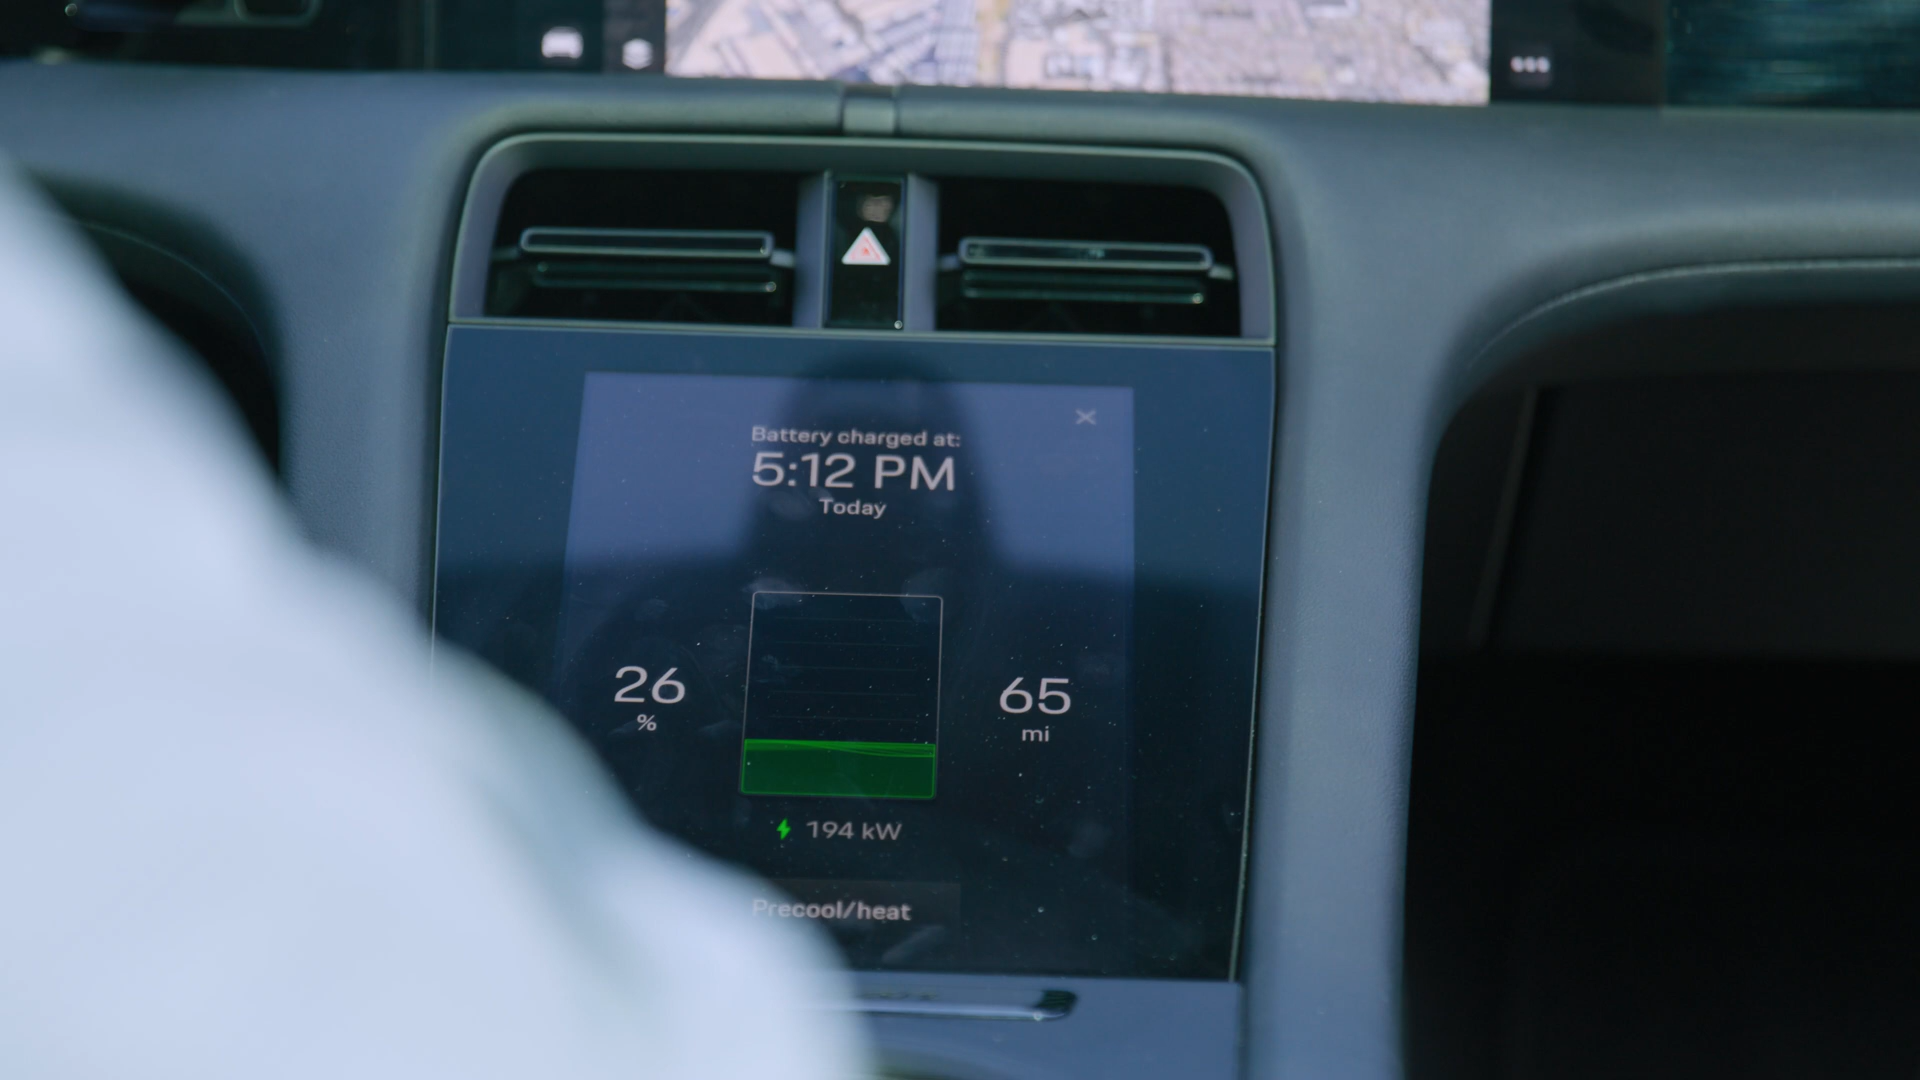 Battery charged at:
5:12 PM
Today
26
%
65
mi
194 kW
Precool/heat